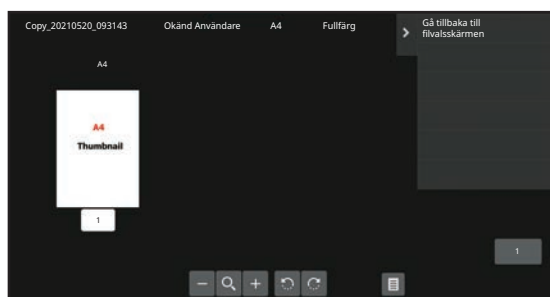 Copy_20210520_093143 Okänd Användare A4 Fullfärg
Gå tillbaka till
filvalsskärmen
A4
A4
Thumbnail
1
1